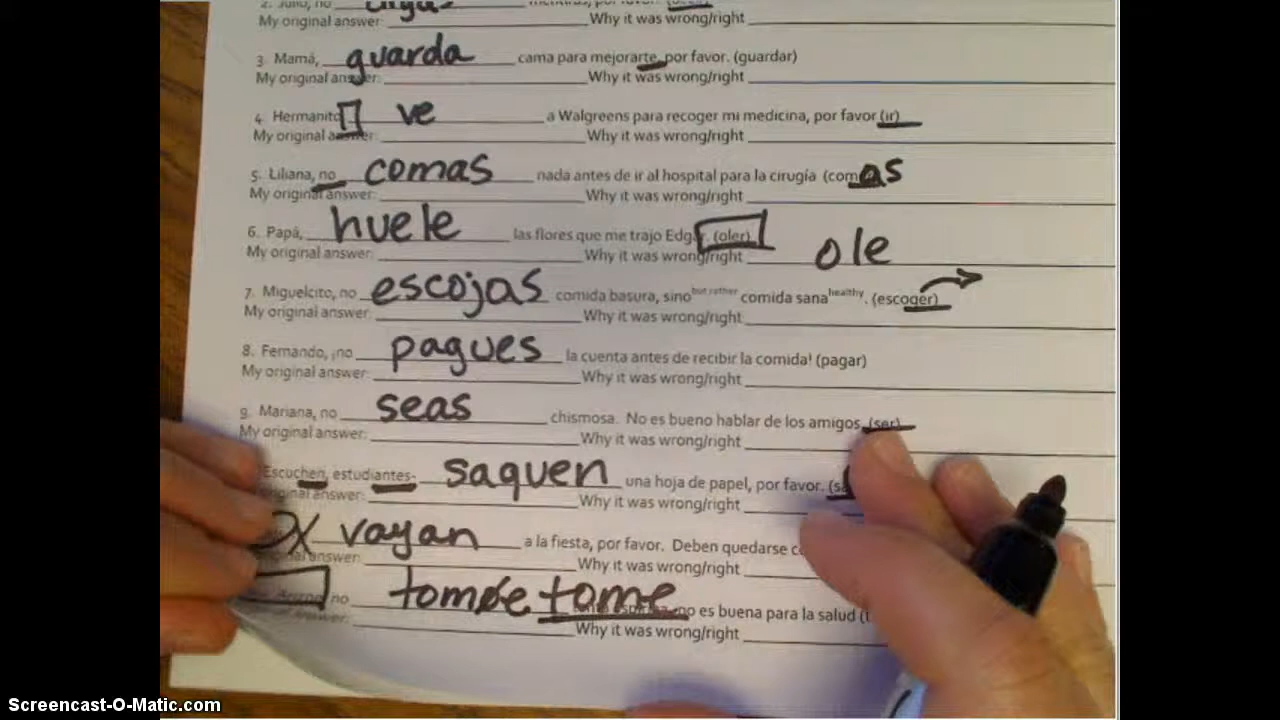 2. Julio, no digas mentiras, por favor. (decir)
My original answer: Why it was wrong/right
3. Mamá, guarda cama para mejorarte, por favor. (guardar)
My original answer: Why it was wrong/right
4. Hermanito ve a Walgreens para recoger mi medicina, por favor (ir)
My original answer: Why it was wrong/right
5. Liliana, no comas nada antes de ir al hospital para la cirugía (com as
My original answer: Why it was wrong/right
6. Papá, huele las flores que me trajo Edgar. (oler) ole
My original answer: Why it was wrong/right
7. Miguelcito, no escojas comida basura, sino but rather comida sana healthy. (escoger)
My original answer: Why it was wrong/right
8. Fernando, ¡no pagues la cuenta antes de recibir la comida! (pagar)
My original answer: Why it was wrong/right
9. Mariana, no seas chismosa. No es bueno hablar de los amigos. (ser)
My original answer: Why it was wrong/right
Escuchen, estudiantes- saquen una hoja de papel, por favor. (s
original answer: Why it was wrong/right
vayan a la fiesta, por favor. Deben quedarse
answer: Why it was wrong/right
no tome tome no es buena para la salud (t
answer: Why it was wrong/right
Screencast-O-Matic.com